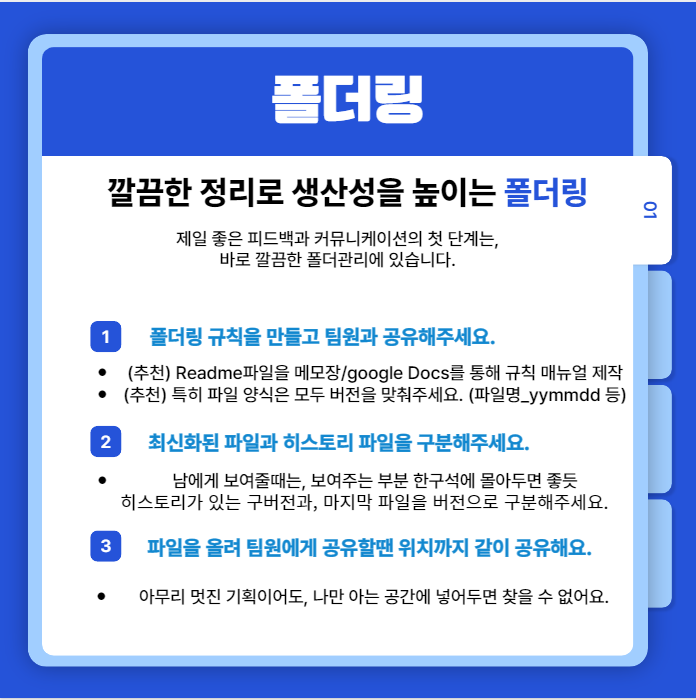 폴더링
깔끔한 정리로 생산성을 높이는 폴더링
01
제일 좋은 피드백과 커뮤니케이션의 첫 단계는,
바로 깔끔한 폴더관리에 있습니다.
1 폴더링 규칙을 만들고 팀원과 공유해주세요.
• (추천) Readme파일을 메모장/google Docs를 통해 규칙 매뉴얼 제작
• (추천) 특히 파일 양식은 모두 버전을 맞춰주세요. (파일명_yymmdd 등)
2 최신화된 파일과 히스토리 파일을 구분해주세요.
• 남에게 보여줄때는, 보여주는 부분 한구석에 몰아두면 좋듯
히스토리가 있는 구버전과, 마지막 파일을 버전으로 구분해주세요.
3 파일을 올려 팀원에게 공유할땐 위치까지 같이 공유해요.
• 아무리 멋진 기획이어도, 나만 아는 공간에 넣어두면 찾을 수 없어요.